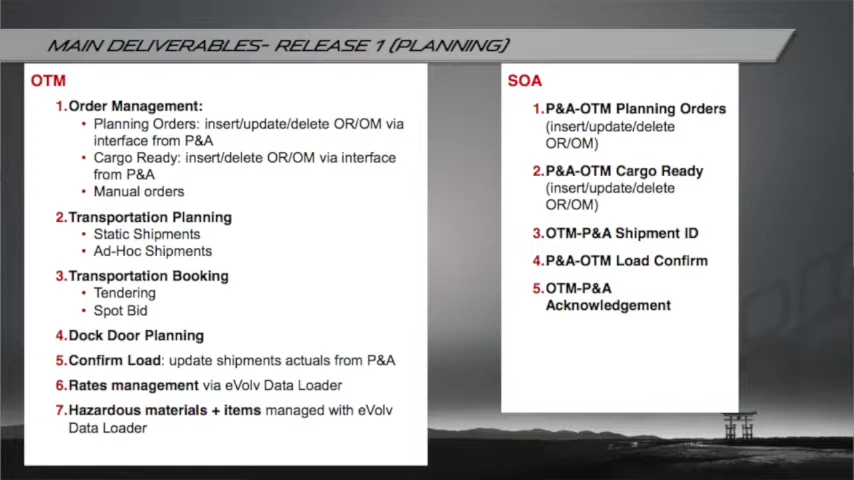 MAIN DELIVERABLES- RELEASE 1 (PLANNING)
OTM
1.Order Management:
• Planning Orders: insert/update/delete OR/OM via
interface from P&A
• Cargo Ready: insert/delete OR/OM via interface
from P&A
• Manual orders
2.Transportation Planning
• Static Shipments
• Ad-Hoc Shipments
3.Transportation Booking
• Tendering
• Spot Bid
4.Dock Door Planning
5.Confirm Load: update shipments actuals from P&A
6.Rates management via eVolv Data Loader
7.Hazardous materials + items managed with eVolv
Data Loader
SOA
1.P&A-OTM Planning Orders
(insert/update/delete
OR/OM)
2.P&A-OTM Cargo Ready
(insert/update/delete
OR/OM)
3.OTM-P&A Shipment ID
4.P&A-OTM Load Confirm
5.OTM-P&A
Acknowledgement